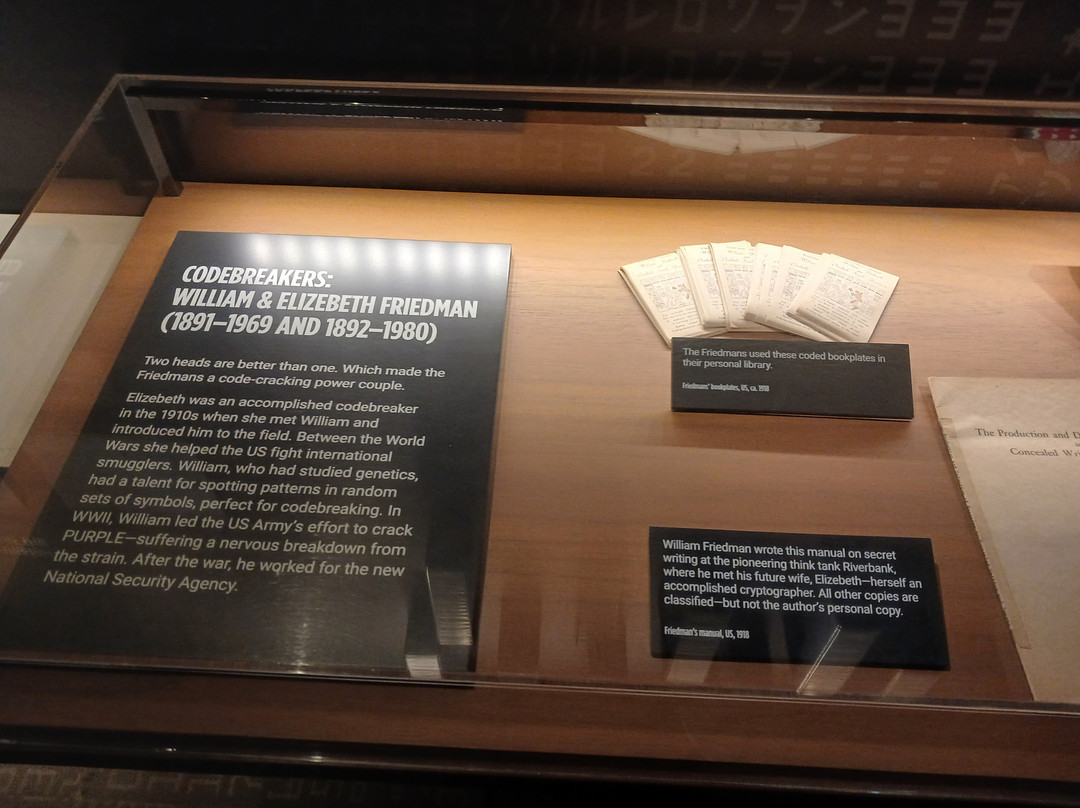 CODEBREAKERS:
WILLIAM & ELIZEBETH FRIEDMAN
(1891–1969 AND 1892–1980)
Two heads are better than one. Which made the
Friedmans a code-cracking power couple.
Elizebeth was an accomplished codebreaker
in the 1910s when she met William and
introduced him to the field. Between the World
Wars she helped the US fight international
smugglers. William, who had studied genetics,
had a talent for spotting patterns in random
sets of symbols, perfect for codebreaking. In
WWII, William led the US Army's effort to crack
PURPLE—suffering a nervous breakdown from
the strain. After the war, he worked for the new
National Security Agency.
The Friedmans used these coded bookplates in
their personal library.
Friedmans' bookplates, US, ca. 1918
William Friedman wrote this manual on secret
writing at the pioneering think tank Riverbank,
where he met his future wife, Elizebeth—herself an
accomplished cryptographer. All other copies are
classified—but not the author's personal copy.
Friedman's manual, US, 1918
The Production and
Concealed